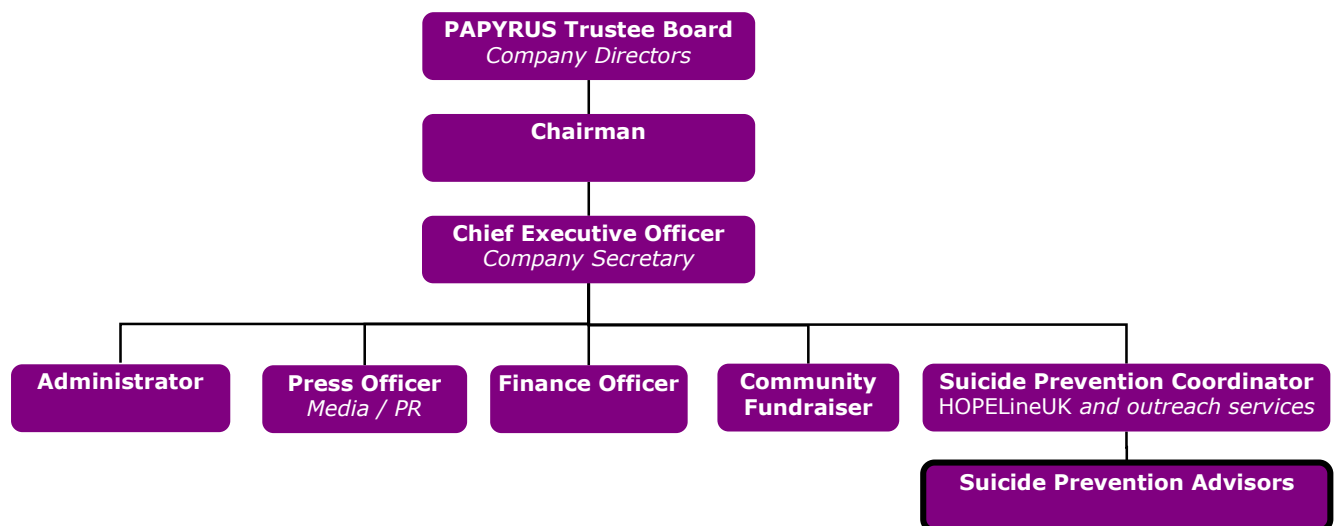 PAPYRUS Trustee Board
Company Directors
Chairman
Chief Executive Officer
Company Secretary
Administrator
Press Officer
Media / PR
Finance Officer
Community
Fundraiser
Suicide Prevention Coordinator
HOPELineUK and outreach services
Suicide Prevention Advisors